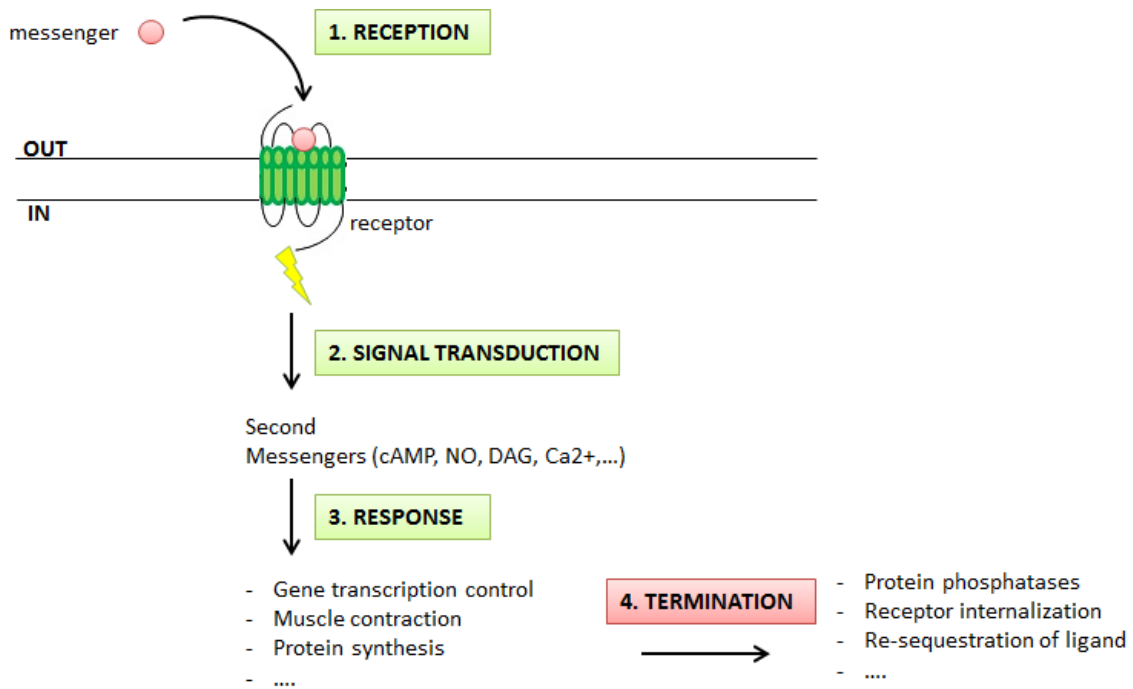 messenger
1. RECEPTION
OUT
IN
receptor
2. SIGNAL TRANSDUCTION
Second
Messengers (cAMP, NO, DAG, Ca2+,...)
3. RESPONSE
- Gene transcription control
- Muscle contraction
- Protein synthesis
- ....
4. TERMINATION
- Protein phosphatases
- Receptor internalization
- Re-sequestration of ligand
- ....